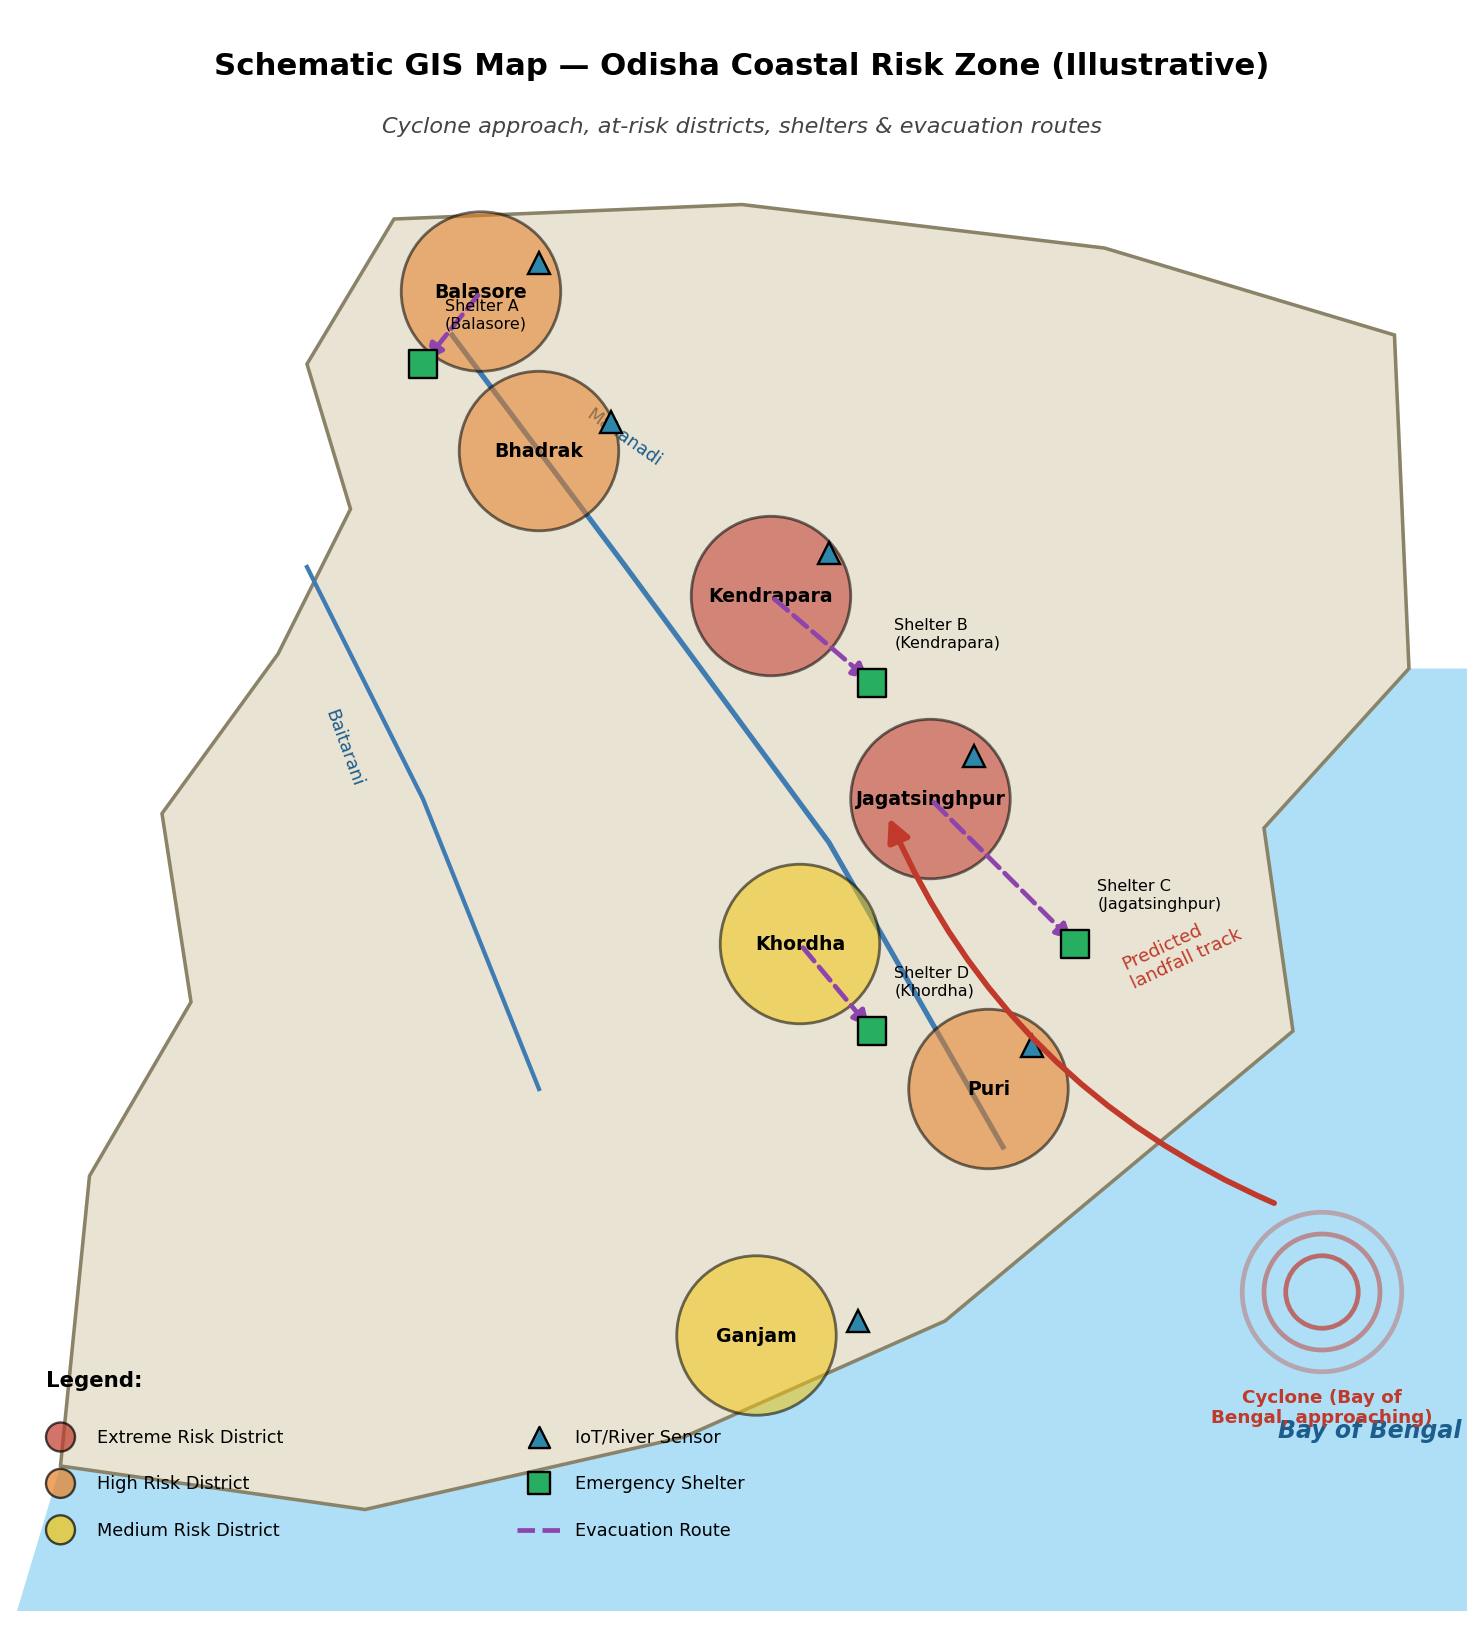 Schematic GIS Map — Odisha Coastal Risk Zone (Illustrative)
Cyclone approach, at-risk districts, shelters & evacuation routes
Balasore
Shelter A
(Balasore)
Mahanadi
Bhadrak
Kendrapara
Shelter B
(Kendrapara)
Baitarani
Jagatsinghpur
Shelter C
(Jagatsinghpur)
Predicted
landfall track
Khordha
Shelter D
(Khordha)
Puri
Ganjam
Cyclone (Bay of
Bengal, approaching)
Bay of Bengal
Legend:
Extreme Risk District
High Risk District
Medium Risk District
IoT/River Sensor
Emergency Shelter
Evacuation Route